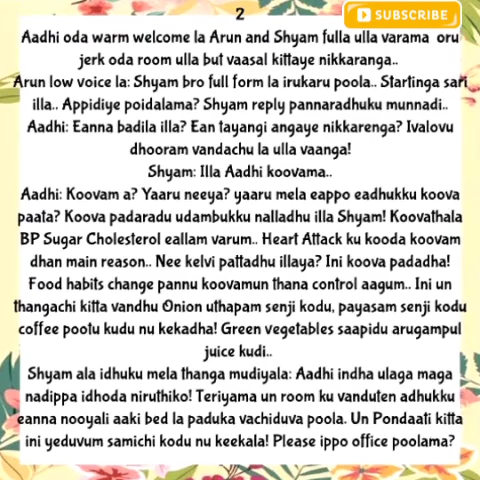 2
SUBSCRIBE
Aadhi oda warm welcome la Arun and Shyam fulla ulla varama oru
jerk oda room ulla but vaasal kittaye nikkaranga..
Arun low voice la: Shyam bro full form la irukaru poola.. Startinga sari
illa.. Appidiye poidalama? Shyam reply pannaradhuku munnadi..
Aadhi: Eanna badila illa? Ean tayangi angaye nikkarenga? Ivalovu
dhooram vandachu la ulla vaanga!
Shyam: Illa Aadhi koovama..
Aadhi: Koovam a? Yaaru neeya? yaaru mela eappo eadhukku koova
paata? Koova padaradu udambukku nalladhu illa Shyam! Koovathala
BP Sugar Cholesterol eallam varum.. Heart Attack ku kooda koovam
dhan main reason.. Nee kelvi pattadhu illaya? Ini koova padadha!
Food habits change pannu koovamun thana control aagum.. Ini un
thangachi kitta vandhu Onion uthapam senji kodu, payasam senji kodu
coffee pootu kudu nu kekadha! Green vegetables saapidu arugampul
juice kudi..
Shyam ala idhuku mela thanga mudiyala: Aadhi indha ulaga maga
nadippa idhoda niruthiko! Teriyama un room ku vanduten adhukku
eanna nooyali aaki bed la paduka vachiduva poola. Un Pondaati kitta
ini yeduvum samichi kodu nu keekala! Please ippo office poolama?